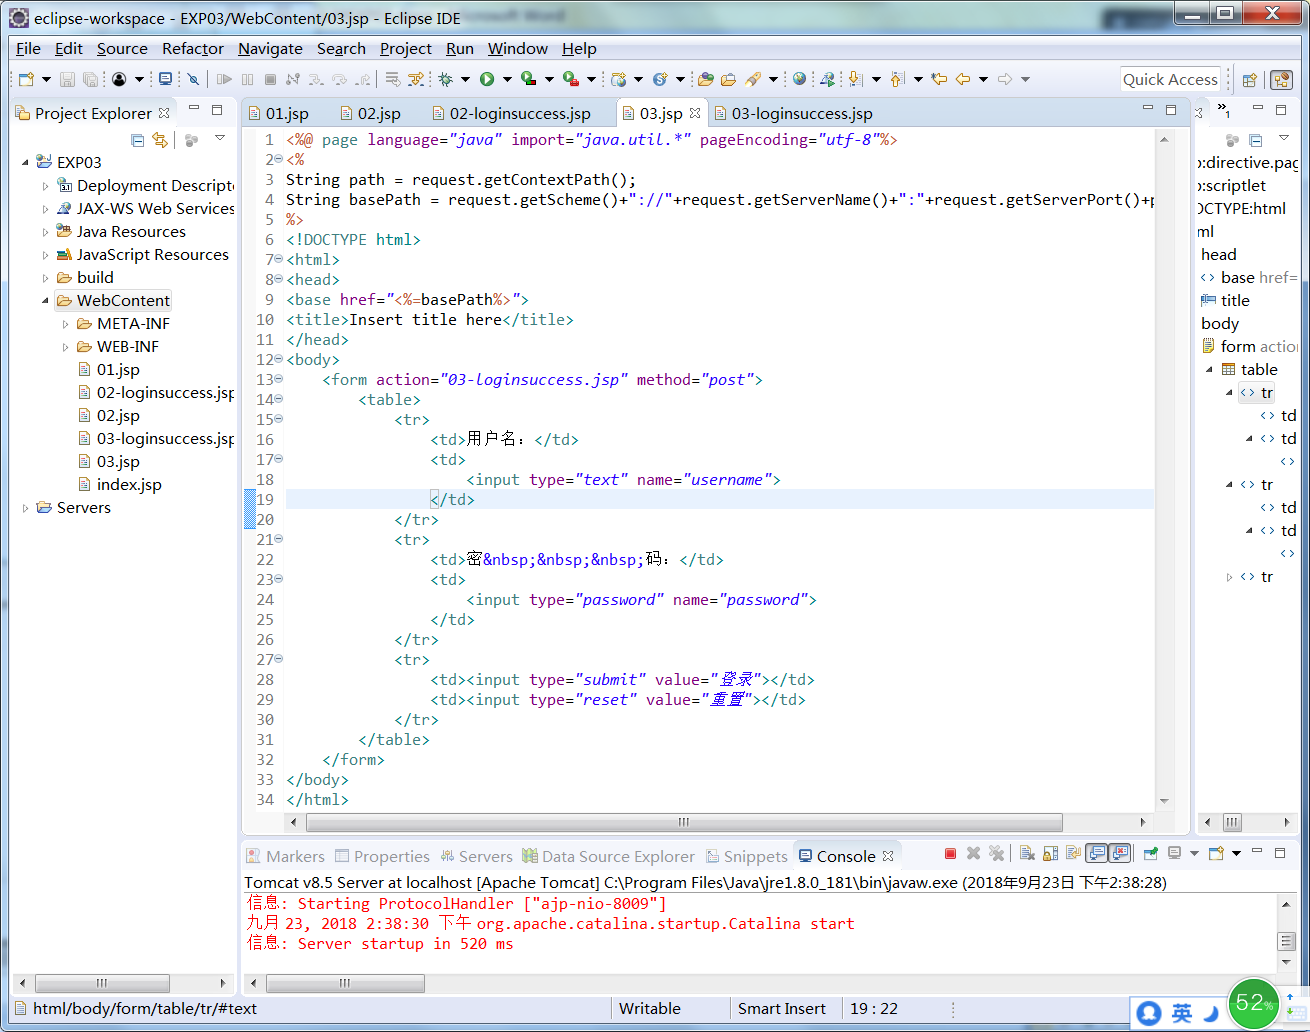 eclipse-workspace - EXP03/WebContent/03.jsp - Eclipse IDE
File Edit Source Refactor Navigate Search Project Run Window Help
Quick Access
Project Explorer
EXP03
Deployment Descript
JAX-WS Web Services
Java Resources
JavaScript Resources
build
WebContent
META-INF
WEB-INF
01.jsp
02-loginsuccess.jsp
02.jsp
03-loginsuccess.jsp
03.jsp
index.jsp
Servers
01.jsp 02.jsp 02-loginsuccess.jsp 03.jsp 03-loginsuccess.jsp
1 <%@ page language="java" import="java.util.*" pageEncoding="utf-8"%>
2 <%
3 String path = request.getContextPath();
4 String basePath = request.getScheme()+"://"+request.getServerName()+":"+request.getServerPort()+p
5 %>
6 <!DOCTYPE html>
7 <html>
8 <head>
9 <base href="<%=basePath%>">
10 <title>Insert title here</title>
11 </head>
12 <body>
13 <form action="03-loginsuccess.jsp" method="post">
14 <table>
15 <tr>
16 <td>用户名：</td>
17 <td>
18 <input type="text" name="username">
19 </td>
20 </tr>
21 <tr>
22 <td>密&nbsp;&nbsp;&nbsp;码：</td>
23 <td>
24 <input type="password" name="password">
25 </td>
26 </tr>
27 <tr>
28 <td><input type="submit" value="登录"></td>
29 <td><input type="reset" value="重置"></td>
30 </tr>
31 </table>
32 </form>
33 </body>
34 </html>
»1
p:directive.pag
p:scriptlet
OCTYPE:html
ml
head
base href=
title
body
form actio
table
tr
td
td
tr
td
td
tr
Markers Properties Servers Data Source Explorer Snippets Console
Tomcat v8.5 Server at localhost [Apache Tomcat] C:\Program Files\Java\jre1.8.0_181\bin\javaw.exe (2018年9月23日 下午2:38:28)
信息: Starting ProtocolHandler ["ajp-nio-8009"]
九月 23, 2018 2:38:30 下午 org.apache.catalina.startup.Catalina start
信息: Server startup in 520 ms
html/body/form/table/tr/#text
Writable
Smart Insert
19 : 22
英
52%